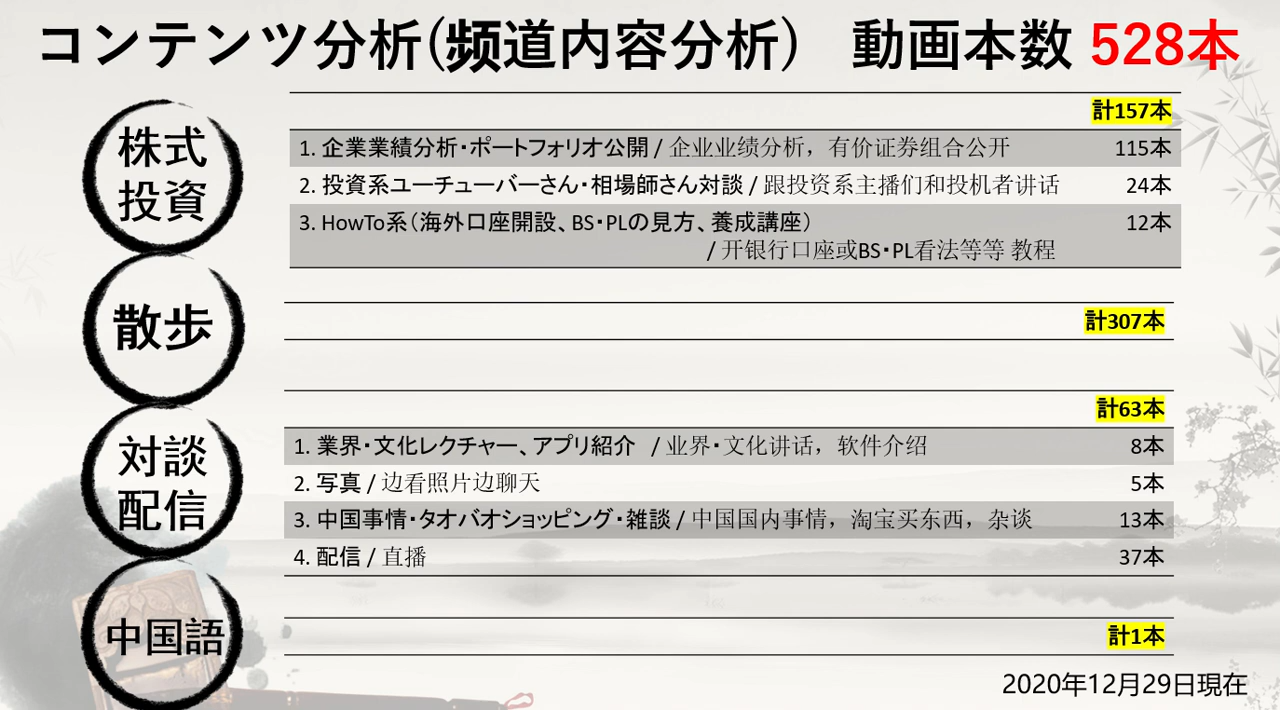 コンテンツ分析(频道内容分析) 動画本数 528本
株式
投資
計157本
1. 企業業績分析・ポートフォリオ公開 / 企业业绩分析，有价证券组合公开 115本
2. 投資系ユーチューバーさん・相場師さん対談 / 跟投资系主播们和投机者讲话 24本
3. HowTo系（海外口座開設、BS・PLの見方、養成講座） 12本
/ 开银行口座或BS・PL看法等等 教程
散歩
計307本
対談
配信
計63本
1. 業界・文化レクチャー、アプリ紹介 / 业界・文化讲话，软件介绍 8本
2. 写真 / 边看照片边聊天 5本
3. 中国事情・タオバオショッピング・雑談 / 中国国内事情，淘宝买东西，杂谈 13本
4. 配信 / 直播 37本
中国語
計1本
2020年12月29日現在